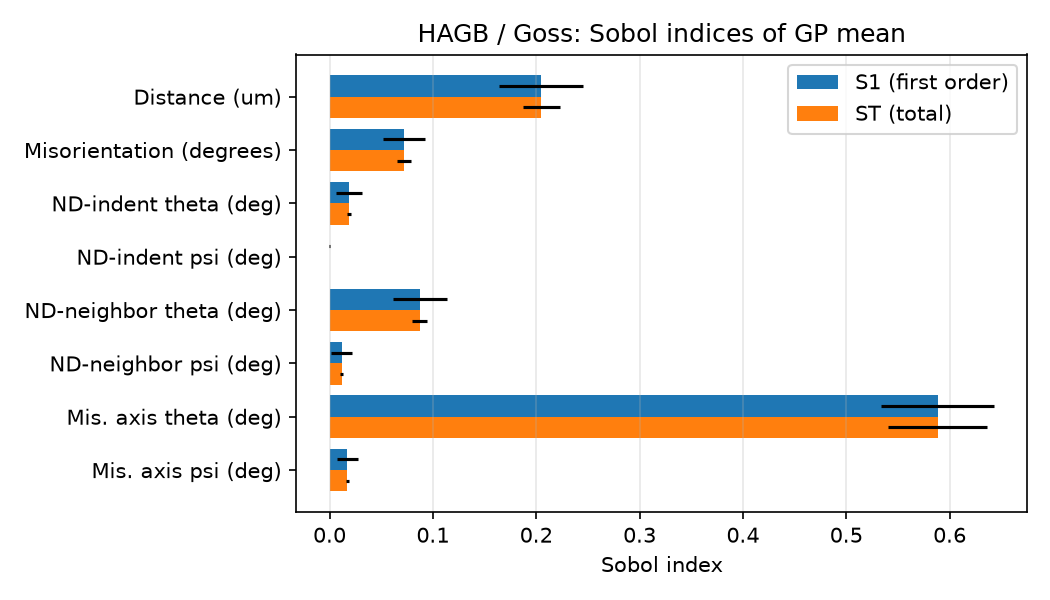 HAGB / Goss: Sobol indices of GP mean
S1 (first order)
ST (total)
Distance (um)
Misorientation (degrees)
ND-indent theta (deg)
ND-indent psi (deg)
ND-neighbor theta (deg)
ND-neighbor psi (deg)
Mis. axis theta (deg)
Mis. axis psi (deg)
0.0 0.1 0.2 0.3 0.4 0.5 0.6
Sobol index